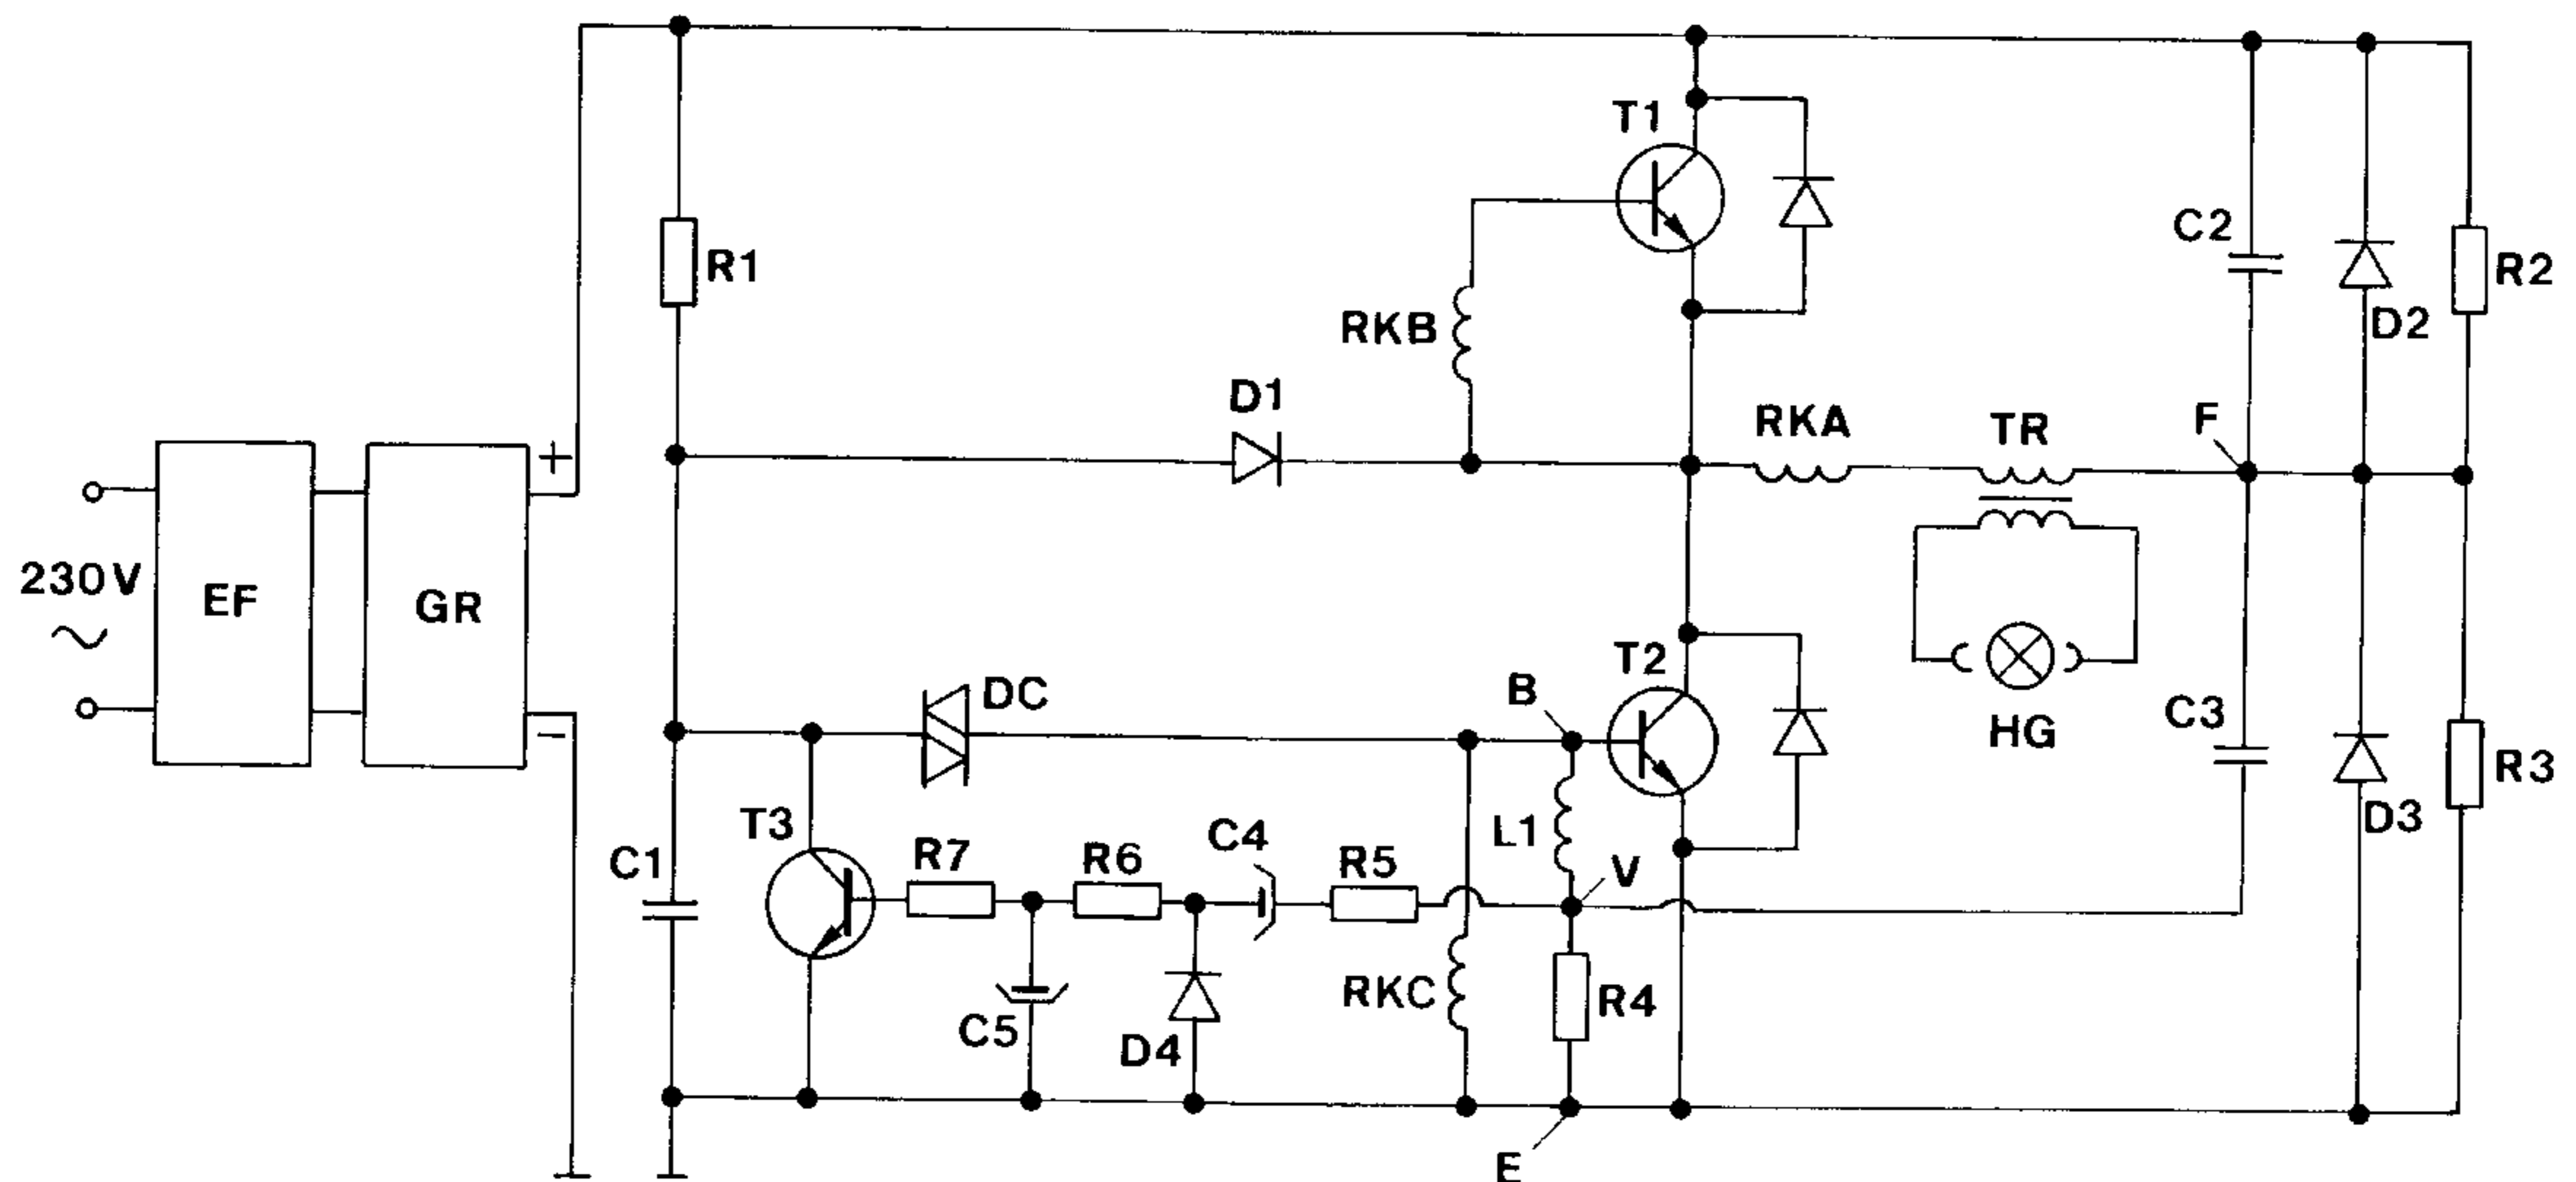 T1
C2
R1
R2
RKB
D2
D1
RKA
TR
F
+
230V
∼
EF
GR
−
DC
B
T2
HG
C3
R3
T3
C4
L1
V
D3
C1
R7
R6
R5
RKC
R4
C5
D4
E